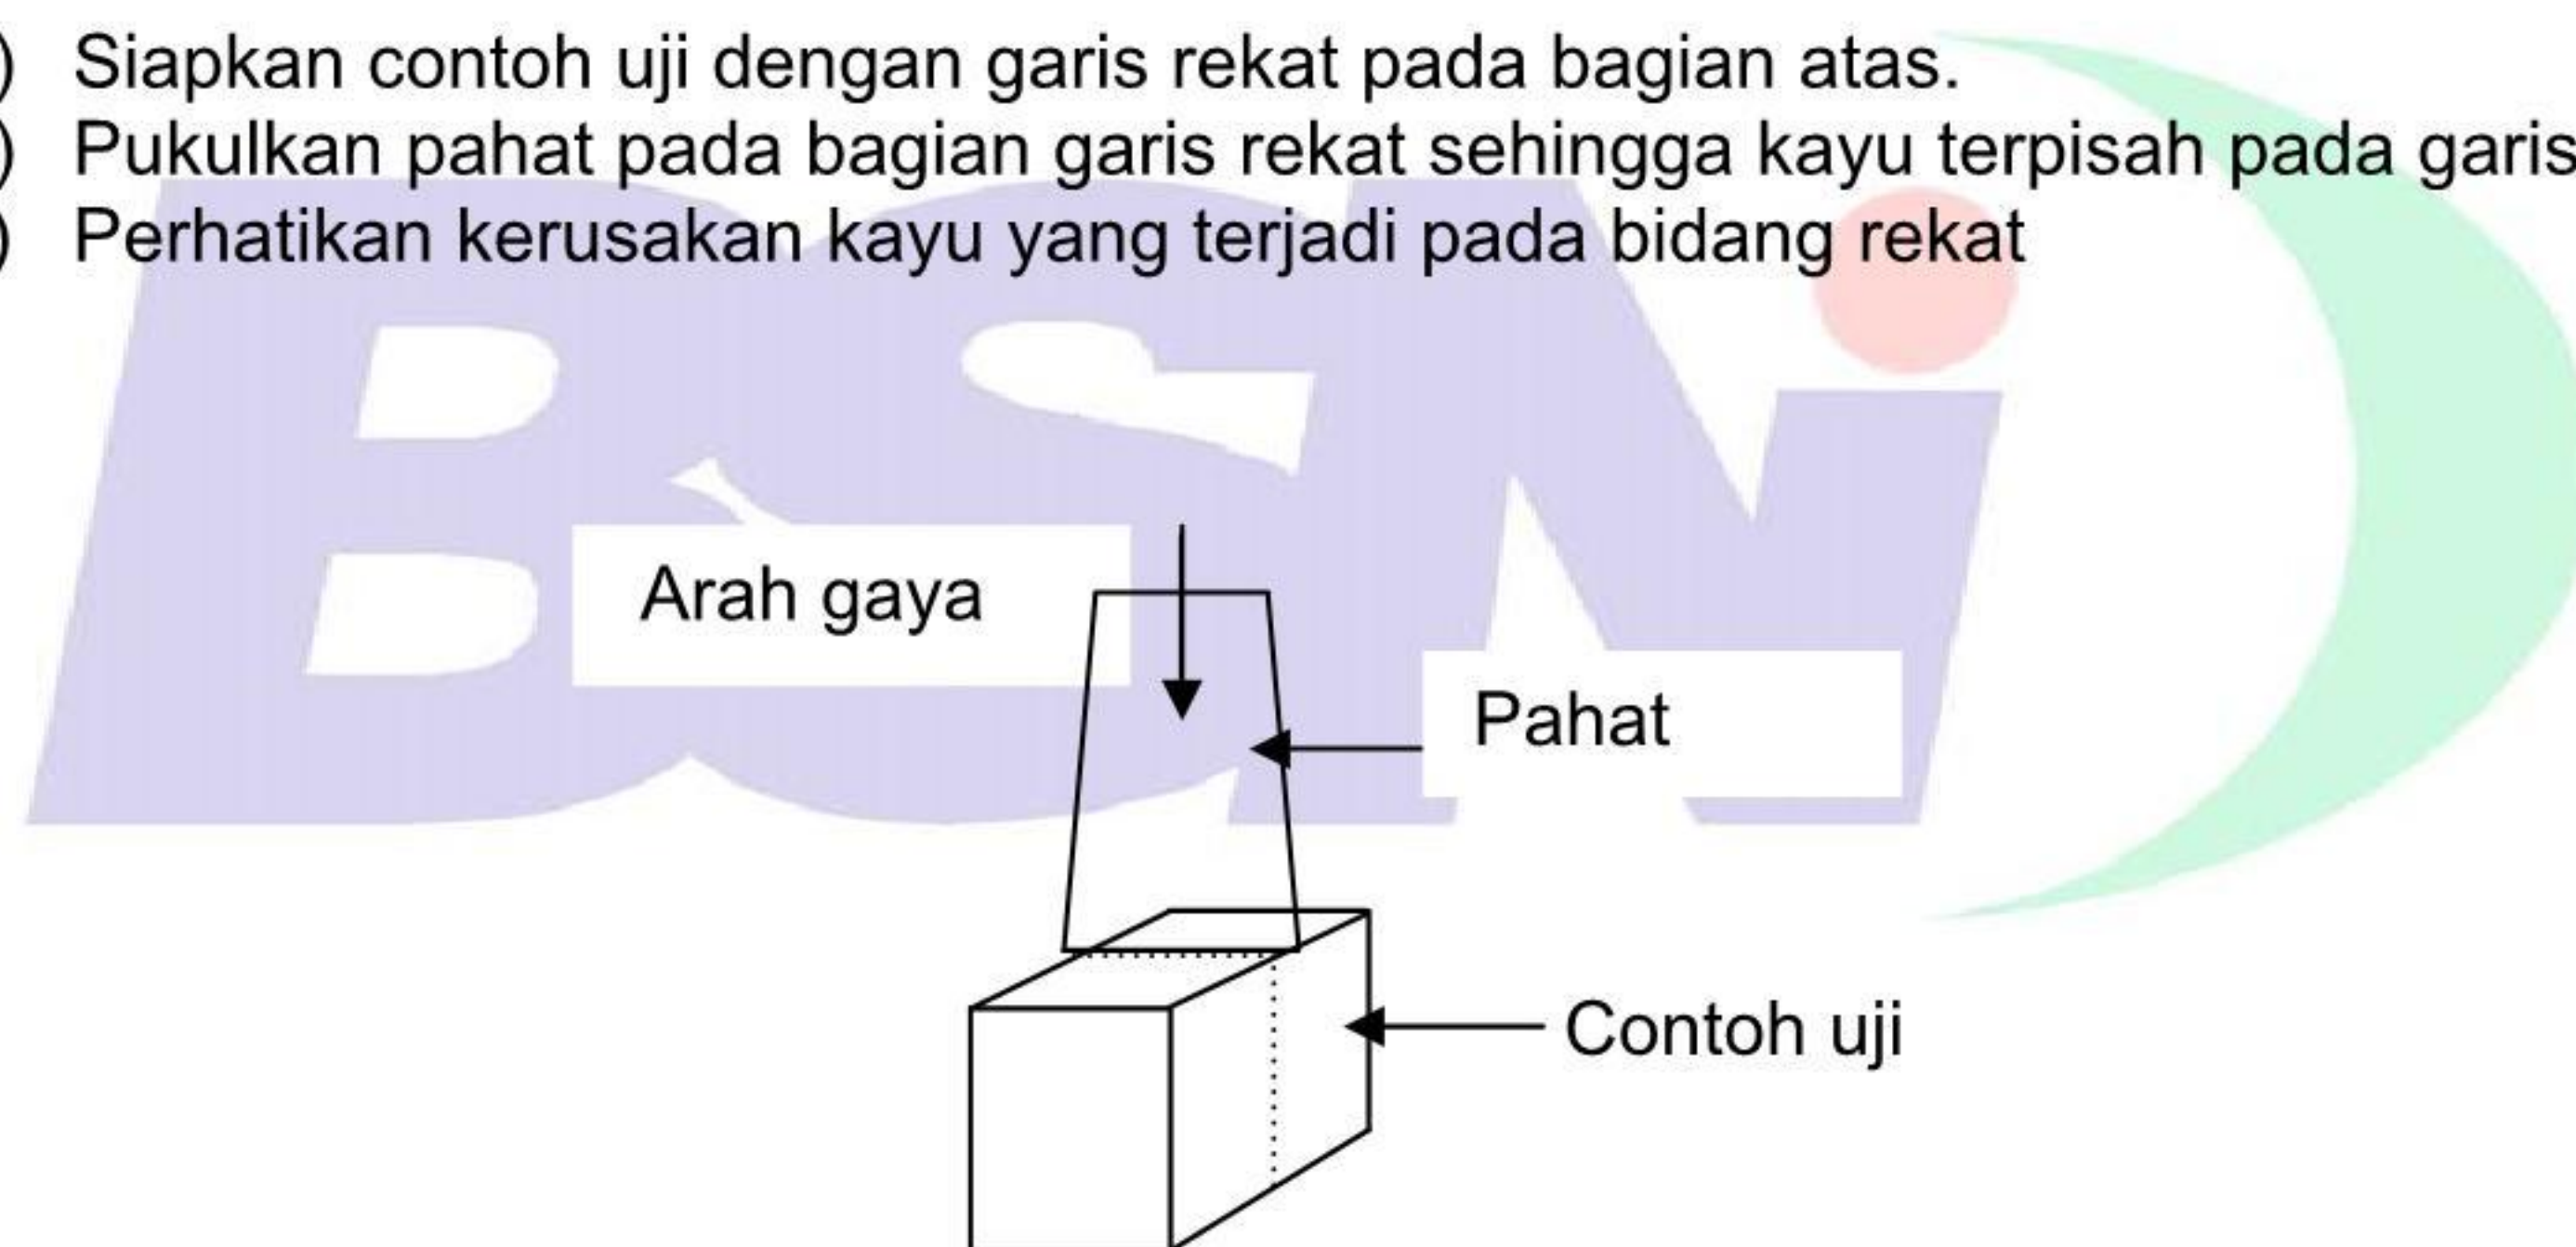 ) Siapkan contoh uji dengan garis rekat pada bagian atas.
) Pukulkan pahat pada bagian garis rekat sehingga kayu terpisah pada garis
) Perhatikan kerusakan kayu yang terjadi pada bidang rekat
BSNi
Arah gaya
Pahat
Contoh uji